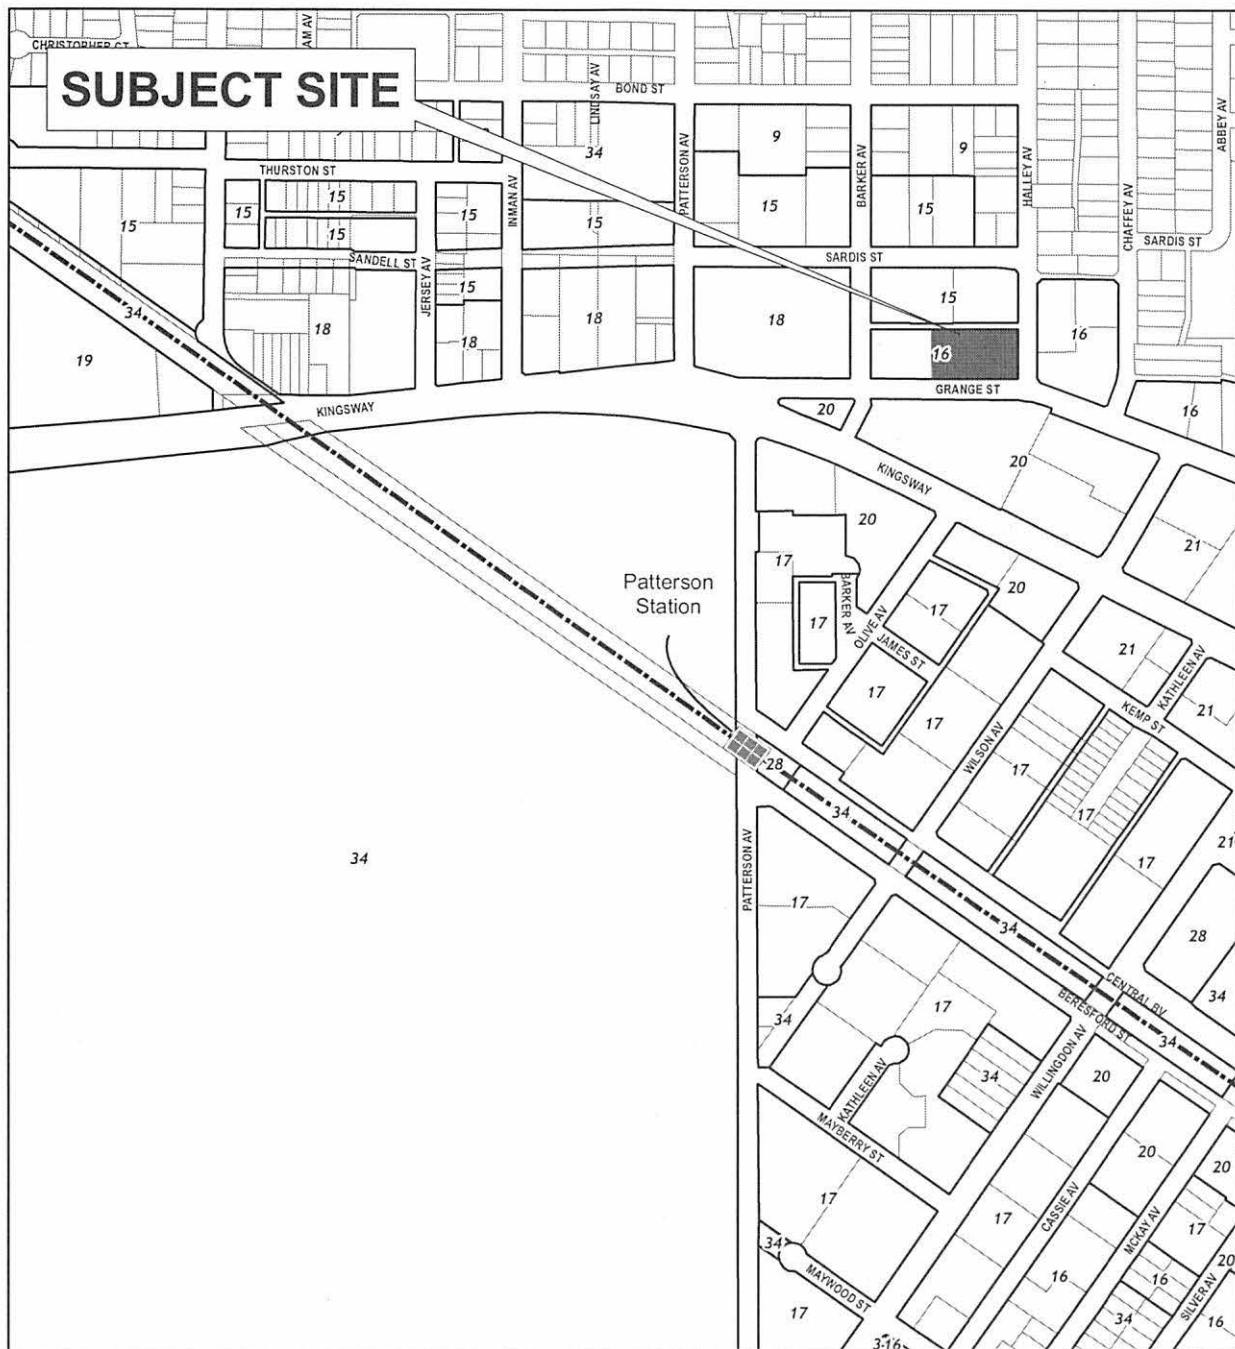 CHRISTOPHER CT
AM AV
SUBJECT SITE
LINDSAY AV
BOND ST
ABBEY AV
34
PATTERSON AV
9
BARKER AV
9
HALLEY AV
THURSTON ST
15
15
15
15
15
INMAN AV
15
15
15
15
CHAFFEY AV
SARDIS ST
SANDELL ST
JERSEY AV
SARDIS ST
15
15
34
18
18
18
18
16
16
19
GRANGE ST
KINGSWAY
20
16
KINGSWAY
20
20
21
17
Patterson
Station
BARKER AV
17
OLIVE AV
17
JAMES ST
20
21
KATHLEEN AV
17
17
WILSON AV
KEMP ST
21
28
17
17
34
17
21
34
PATTERSON AV
17
34
28
CENTRAL BV
BERESFORD ST
34
34
17
34
KATHLEEN AV
34
WILLINGDON AV
20
MAYBERRY ST
20
20
17
17
CASSIE AV
MCKAY AV
17
34
MAYWOOD ST
16
16
20
SILVER AV
17
34
16